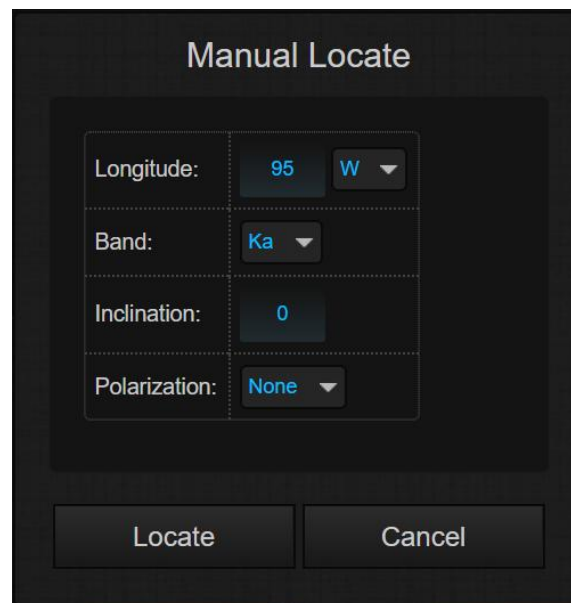 Manual Locate
Longitude: 95 W
Band: Ka
Inclination: 0
Polarization: None
Locate Cancel